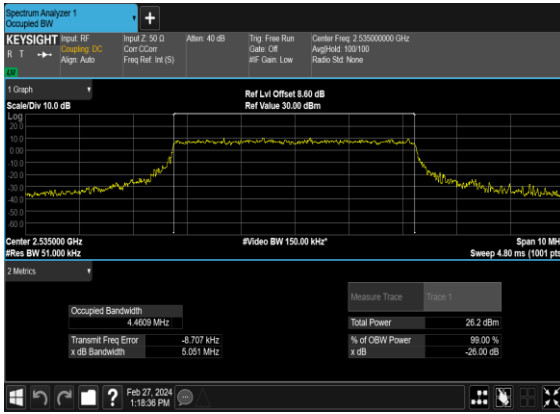 Spectrum Analyzer 1
Occupied BW
+
KEYSIGHT Input: RF Input Z: 50 Ω Atten: 40 dB Trig: Free Run Center Freq: 2.535000000 GHz
R T Coupling: DC Corr CCorr Gate: Off Avg|Hold: 100/100
Align: Auto Freq Ref: Int (S) #IF Gain: Low Radio Std: None
LW
1 Graph
Ref Lvl Offset 8.60 dB
Scale/Div 10.0 dB Ref Value 30.00 dBm
Log
20.0
10.0
0.00
-10.0
-20.0
-30.0
-40.0
-50.0
-60.0
Center 2.535000 GHz #Video BW 150.00 kHz* Span 10 MH
#Res BW 51.000 kHz Sweep 4.80 ms (1001 pts
2 Metrics
Measure Trace Trace 1
Occupied Bandwidth
4.4609 MHz Total Power 26.2 dBm
Transmit Freq Error -8.707 kHz % of OBW Power 99.00 %
x dB Bandwidth 5.051 MHz x dB -26.00 dB
? Feb 27, 2024
1:18:36 PM